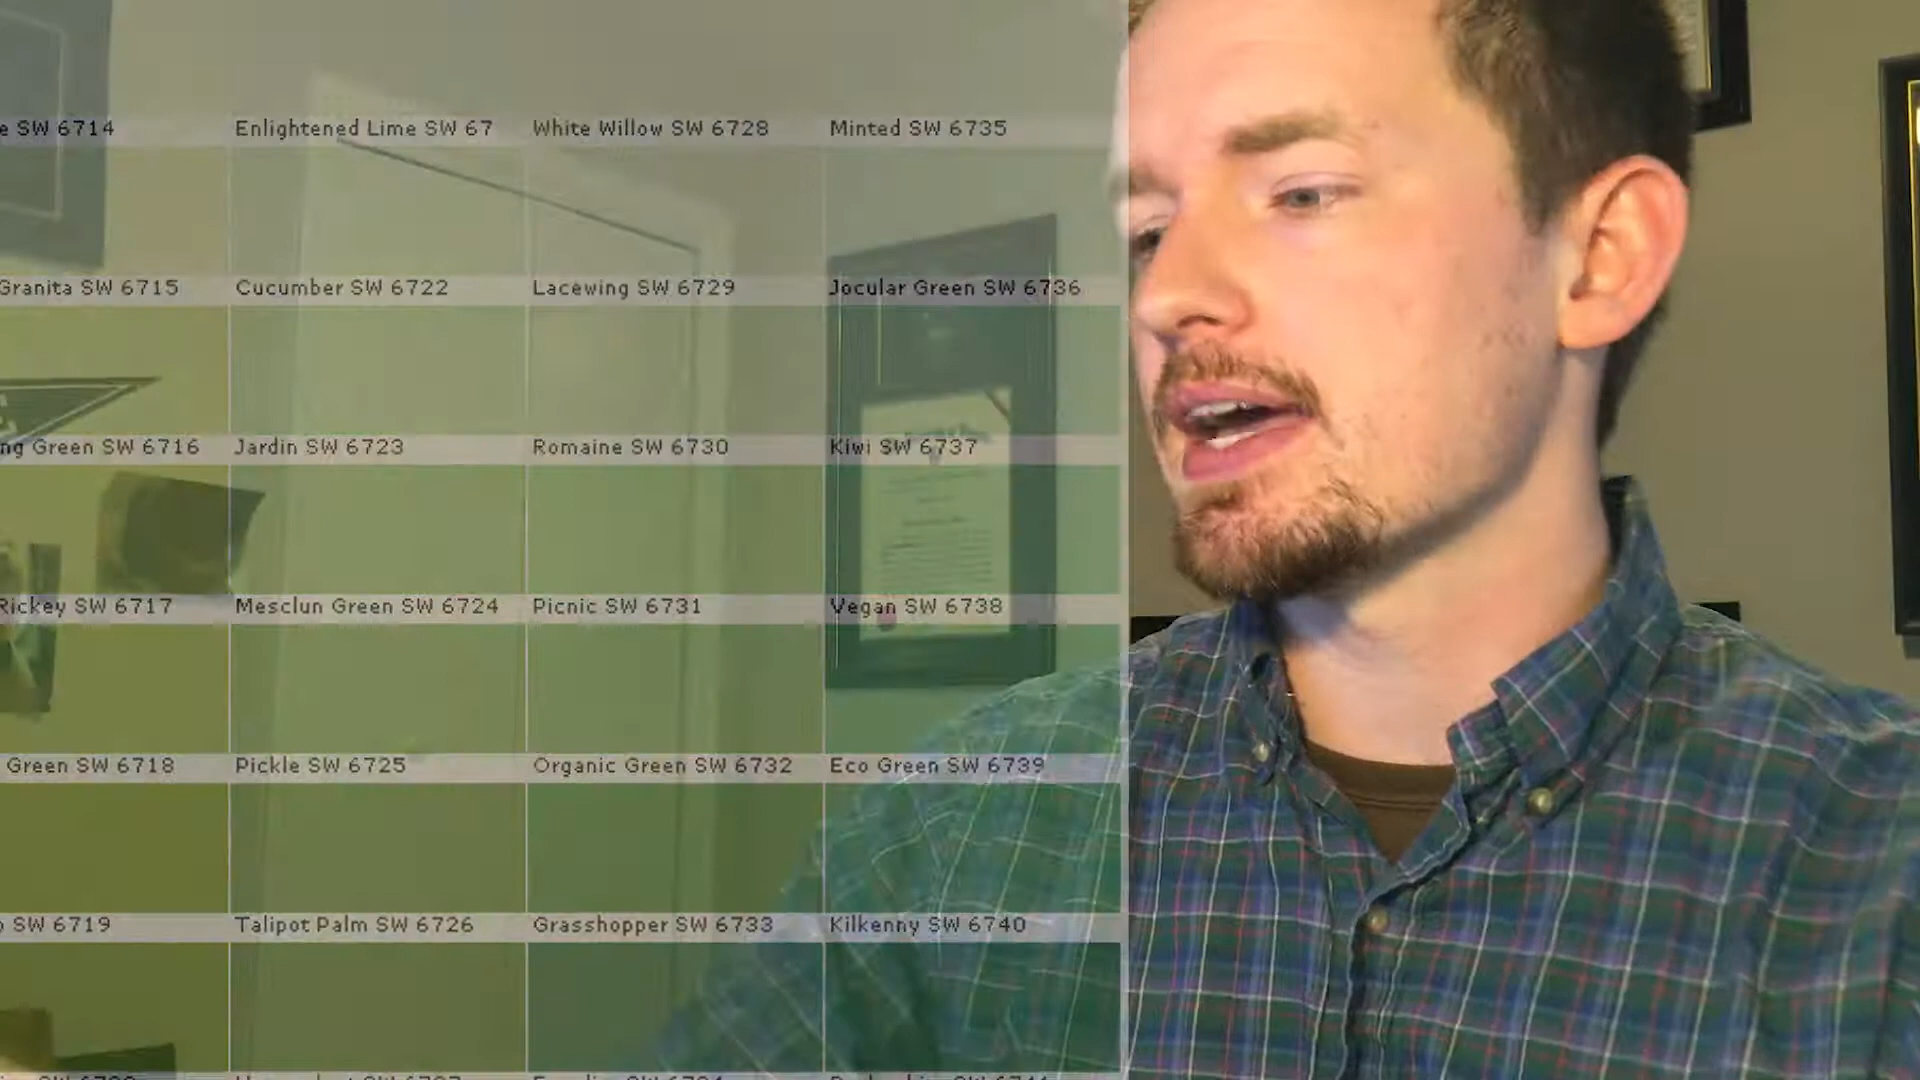 e SW 6714 Enlightened Lime SW 67 White Willow SW 6728 Minted SW 6735
Granita SW 6715 Cucumber SW 6722 Lacewing SW 6729 Jocular Green SW 6736
ng Green SW 6716 Jardin SW 6723 Romaine SW 6730 Kiwi SW 6737
Rickey SW 6717 Mesclun Green SW 6724 Picnic SW 6731 Vegan SW 6738
Green SW 6718 Pickle SW 6725 Organic Green SW 6732 Eco Green SW 6739
SW 6719 Talipot Palm SW 6726 Grasshopper SW 6733 Kilkenny SW 6740